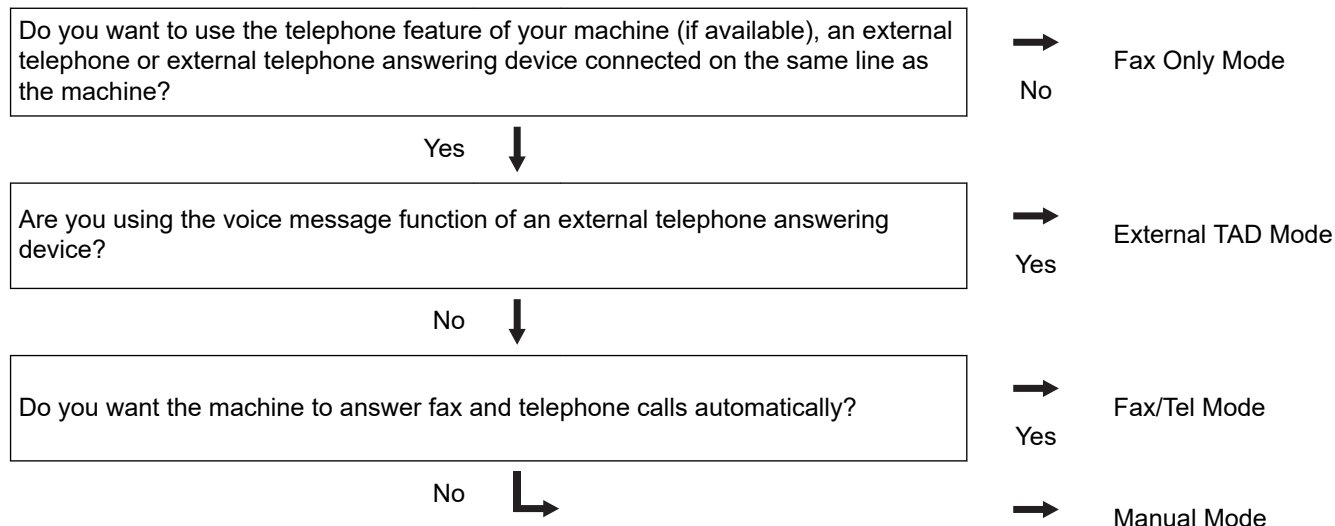 Do you want to use the telephone feature of your machine (if available), an external
telephone or external telephone answering device connected on the same line as
the machine?
No
Fax Only Mode
Yes
Are you using the voice message function of an external telephone answering
device?
Yes
External TAD Mode
No
Do you want the machine to answer fax and telephone calls automatically?
Yes
Fax/Tel Mode
No
Manual Mode